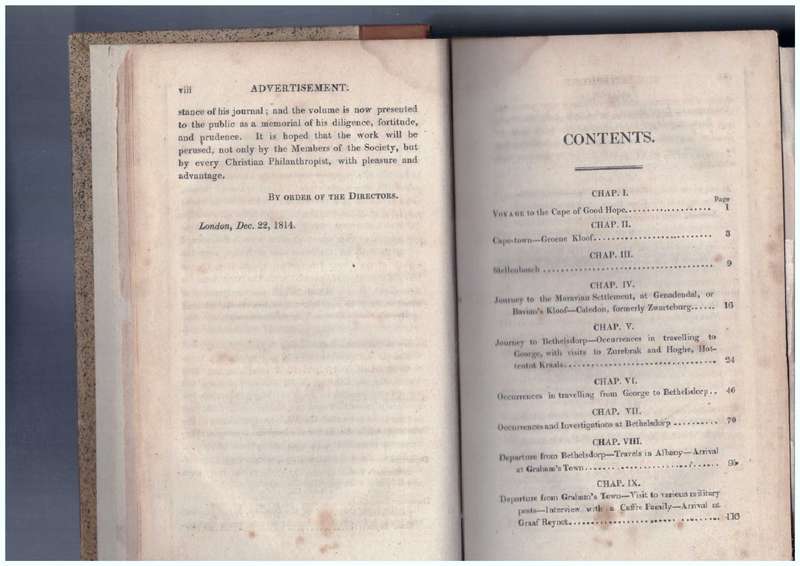 viii ADVERTISEMENT.
stance of his journal; and the volume is now presented
to the public as a memorial of his diligence, fortitude,
and prudence. It is hoped that the work will be
perused, not only by the Members of the Society, but
by every Christian Philanthropist, with pleasure and
advantage.
BY ORDER OF THE DIRECTORS.
London, Dec. 22, 1814.
CONTENTS.
CHAP. I.
Page
VOYAGE to the Cape of Good Hope.................... 1
CHAP. II.
Cape-town—Groene Kloof........................... 3
CHAP. III.
Stellenbosch ....................................... 9
CHAP. IV.
Journey to the Moravian Settlement, at Genadendal, or
Bavian's Kloof—Caledon, formerly Zwarteburg...... 16
CHAP. V.
Journey to Bethelsdorp—Occurrences in travelling to
George, with visits to Zurebrak and Hoghe, Hot-
tentot Kraals................................... 24
CHAP. VI.
Occurrences in travelling from George to Bethelsdorp.. 46
CHAP. VII.
Occurrences and Investigations at Bethelsdorp .......... 70
CHAP. VIII.
Departure from Bethelsdorp—Travels in Albany—Arrival
at Graham's Town...............................
CHAP. IX.
Departure from Graham's Town—Visit to various military
posts—Interview with a Caffre Family—Arrival at
Graaf Reynet................................... 116